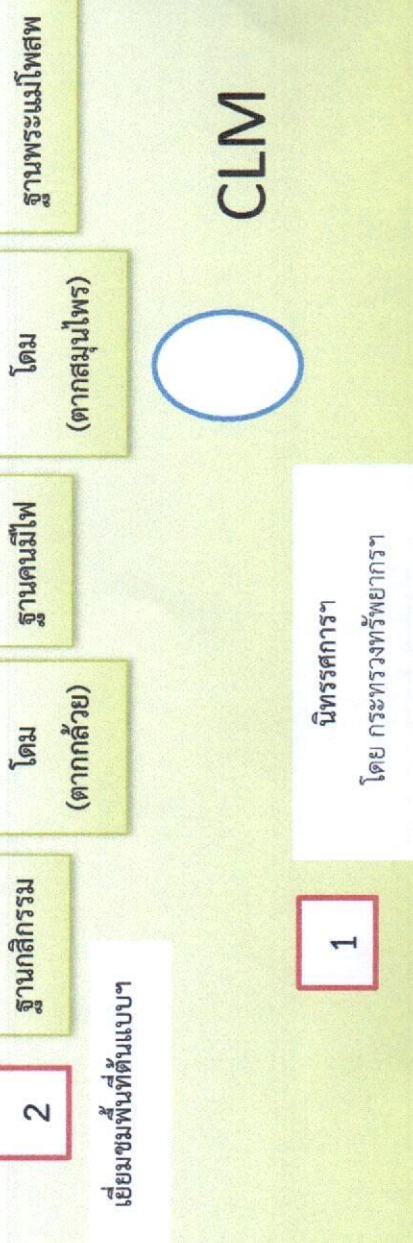 2
ฐานกสิกรรม
โดม
(ตากกล้วย)
ฐานคนมีไฟ
โดม
(ตากสมุนไพร)
ฐานพระแม่โพสพ
เยี่ยมชมพื้นที่ต้นแบบฯ
CLM
1
นิทรรศการฯ
โดย กระทรวงทรัพยากรฯ